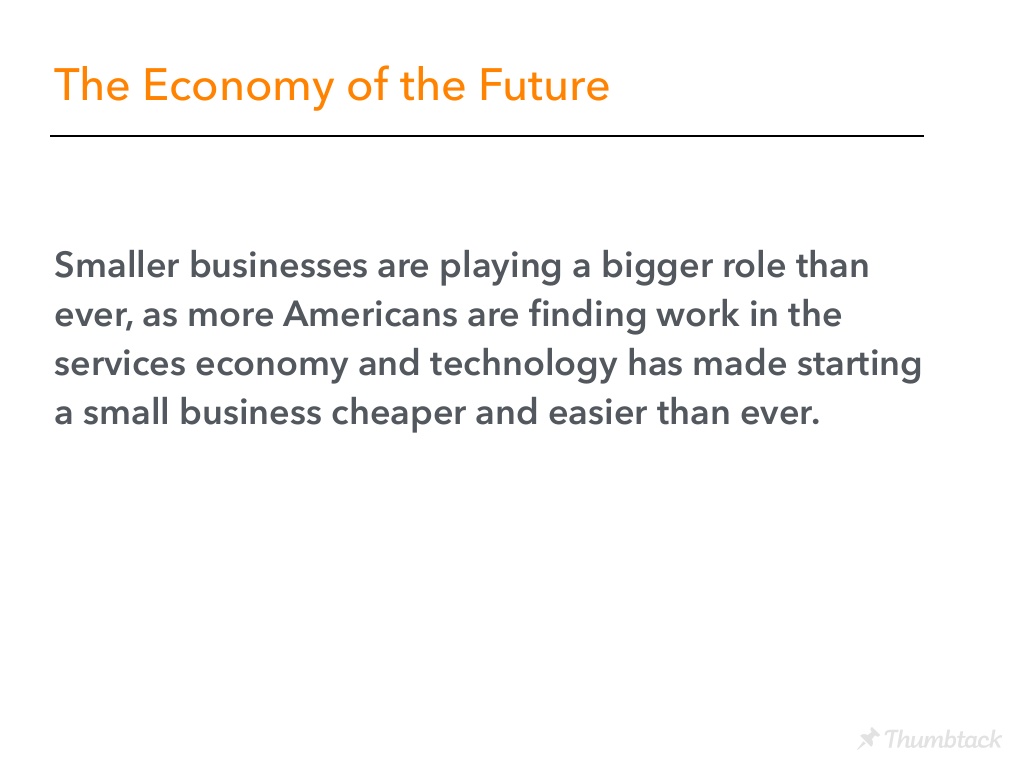 The Economy of the Future
Smaller businesses are playing a bigger role than
ever, as more Americans are finding work in the
services economy and technology has made starting
a small business cheaper and easier than ever.
Thumbtack